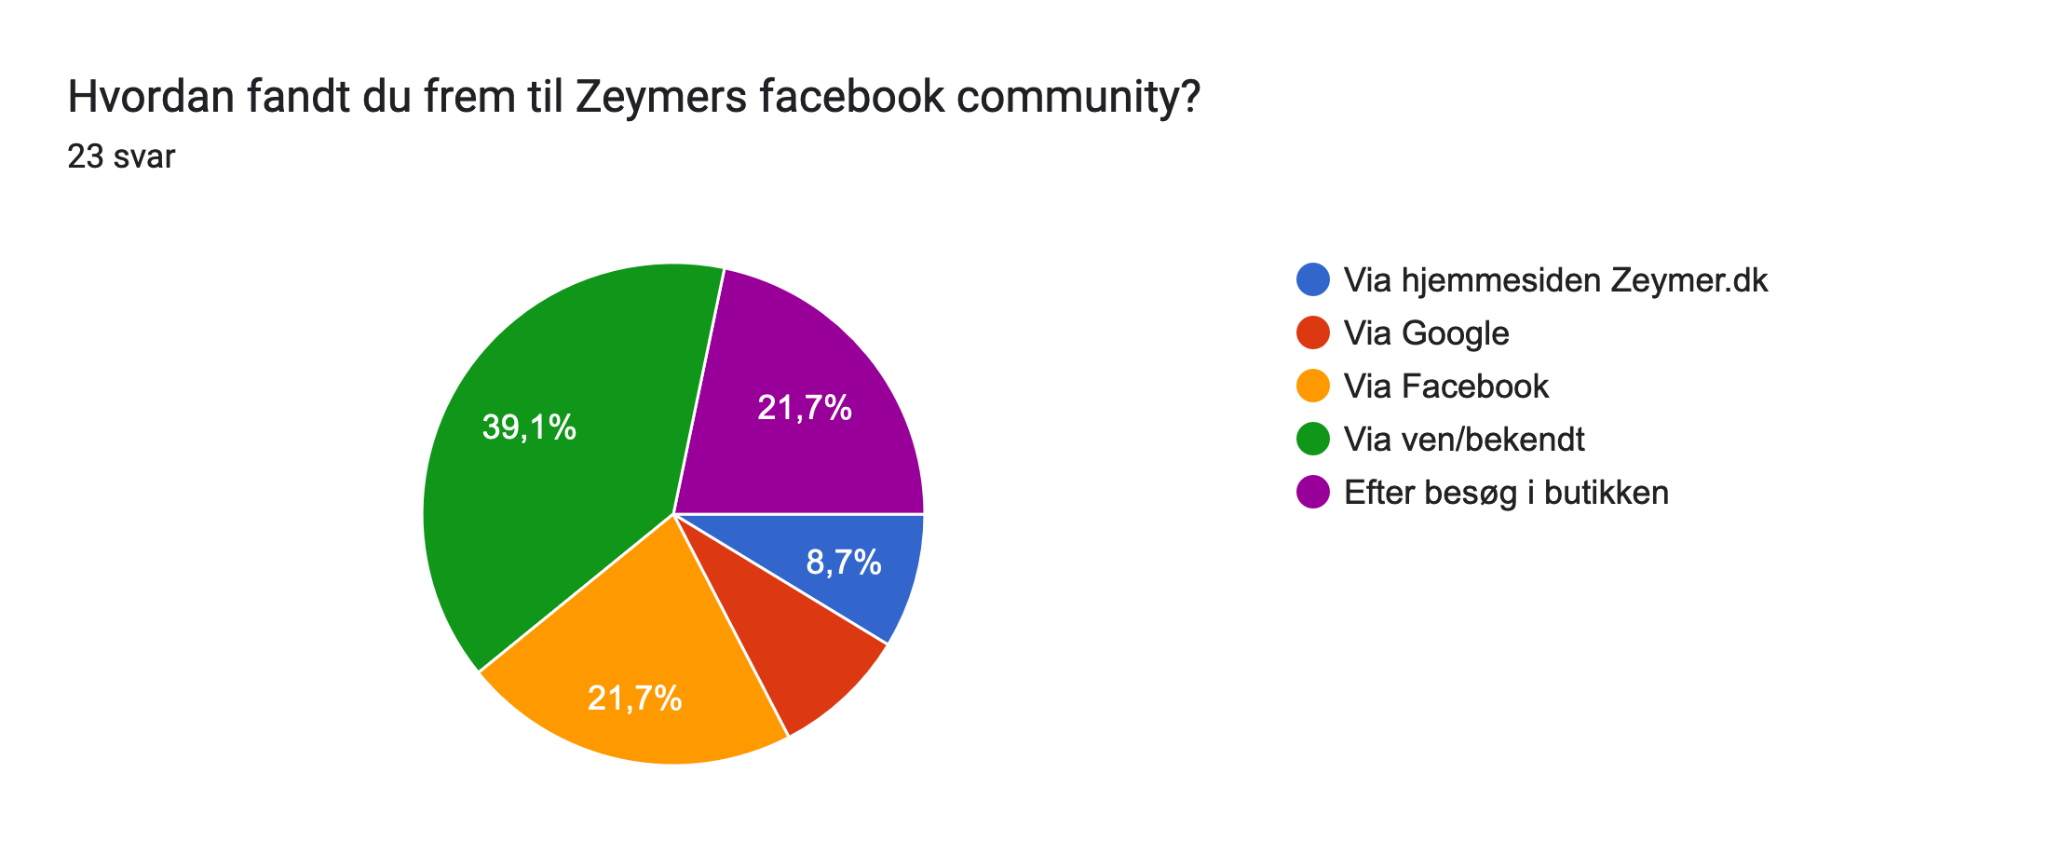 Hvordan fandt du frem til Zeymers facebook community?
23 svar
Via hjemmesiden Zeymer.dk
Via Google
Via Facebook
Via ven/bekendt
Efter besøg i butikken
39,1%
21,7%
8,7%
21,7%